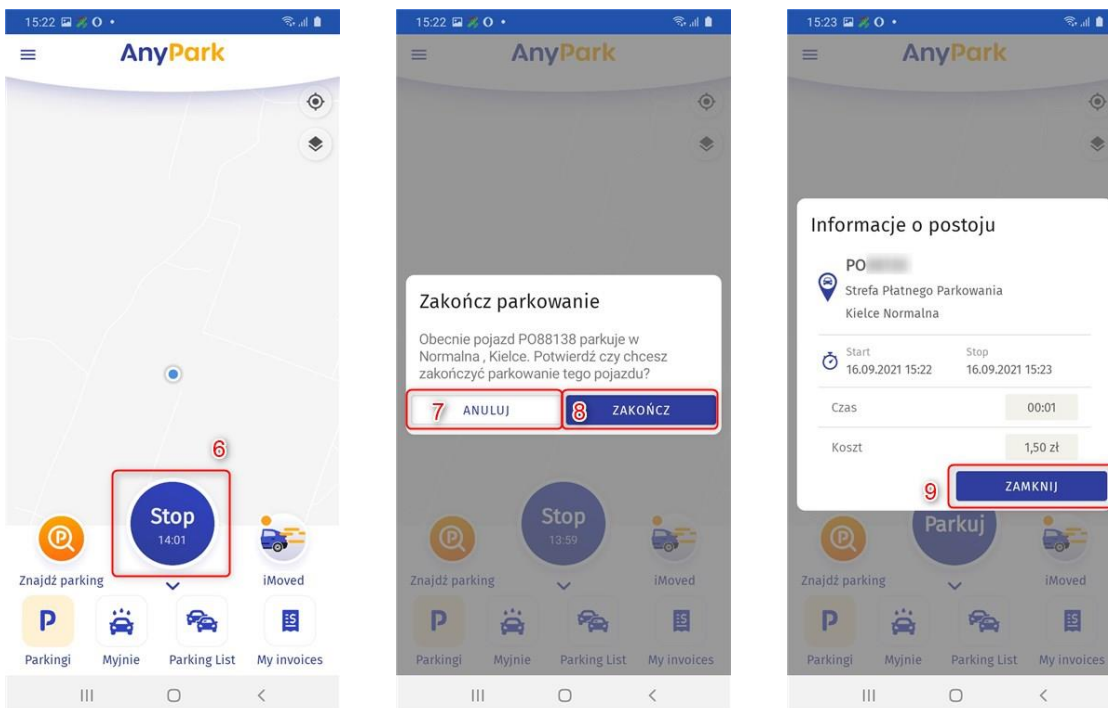 15:22
AnyPark
6
Stop
14:01
Znajdź parking
iMoved
P
Parkingi
Myjnie
Parking List
My invoices
15:22
AnyPark
Zakończ parkowanie
Obecnie pojazd PO88138 parkuje w
Normalna , Kielce. Potwierdź czy chcesz
zakończyć parkowanie tego pojazdu?
7 ANULUJ
8 ZAKOŃCZ
Stop
13:59
Znajdź parking
iMoved
P
Parkingi
Myjnie
Parking List
My invoices
15:23
AnyPark
Informacje o postoju
PO
Strefa Płatnego Parkowania
Kielce Normalna
Start Stop
16.09.2021 15:22 16.09.2021 15:23
Czas 00:01
Koszt 1,50 zł
9 ZAMKNIJ
Parkuj
Znajdź parking
iMoved
P
Parkingi
Myjnie
Parking List
My invoices